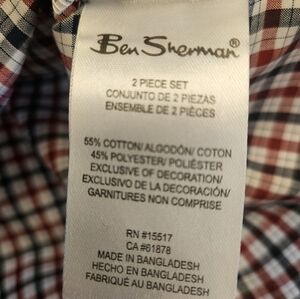 Ben Sherman®
2 PIECE SET
CONJUNTO DE 2 PIEZAS
ENSEMBLE DE 2 PIÈCES
55% COTTON/ ALGODÓN/ COTON
45% POLYESTER/ POLIÉSTER
EXCLUSIVE OF DECORATION/
EXCLUSIVO DE LA DECORACIÓN/
GARNITURES NON COMPRISE
RN #15517
CA #61878
MADE IN BANGLADESH
HECHO EN BANGLADESH
FABRIQUÉ AU BANGLADESH